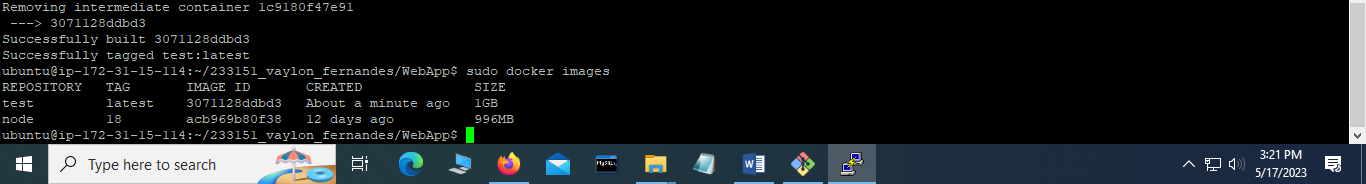 Removing intermediate container 1c9180f47e91
 ---> 3071128ddbd3
Successfully built 3071128ddbd3
Successfully tagged test:latest
ubuntu@ip-172-31-15-114:~/233151_vaylon_fernandes/WebApp$ sudo docker images
REPOSITORY   TAG       IMAGE ID       CREATED              SIZE
test         latest    3071128ddbd3   About a minute ago   1GB
node         18        acb969b80f38   12 days ago          996MB
ubuntu@ip-172-31-15-114:~/233151_vaylon_fernandes/WebApp$
Type here to search
3:21 PM
5/17/2023